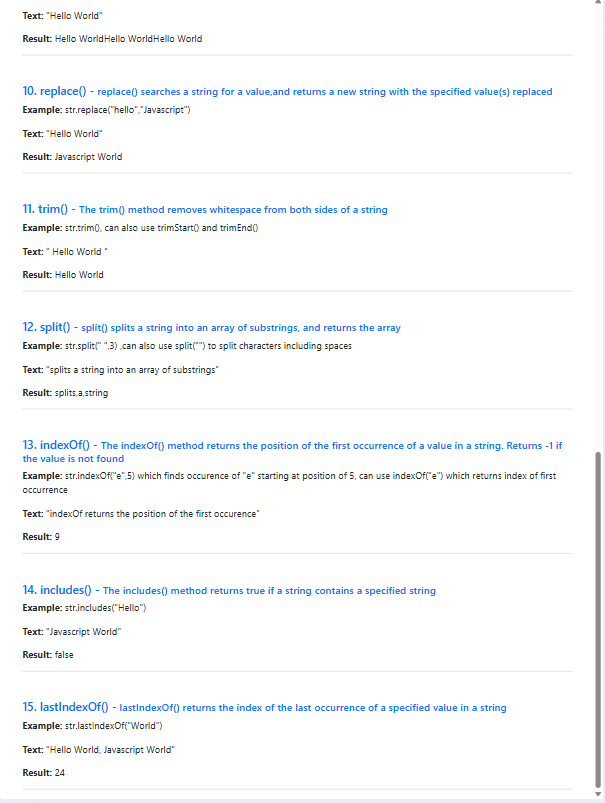 Text: "Hello World"
Result: Hello WorldHello WorldHello World
10. replace() - replace() searches a string for a value,and returns a new string with the specified value(s) replaced
Example: str.replace("hello","Javascript")
Text: "Hello World"
Result: Javascript World
11. trim() - The trim() method removes whitespace from both sides of a string
Example: str.trim(), can also use trimStart() and trimEnd()
Text: " Hello World "
Result: Hello World
12. split() - split() splits a string into an array of substrings, and returns the array
Example: str.split(" ",3) ,can also use split("") to split characters including spaces
Text: "splits a string into an array of substrings"
Result: splits,a,string
13. indexOf() - The indexOf() method returns the position of the first occurrence of a value in a string. Returns -1 if
the value is not found
Example: str.indexOf("e",5) which finds occurence of "e" starting at position of 5, can use indexOf("e") which returns index of first
occurrence
Text: "indexOf returns the position of the first occurence"
Result: 9
14. includes() - The includes() method returns true if a string contains a specified string
Example: str.includes("Hello")
Text: "Javascript World"
Result: false
15. lastIndexOf() - lastIndexOf() returns the index of the last occurrence of a specified value in a string
Example: str.lastIndexOf("World")
Text: "Hello World, Javascript World"
Result: 24